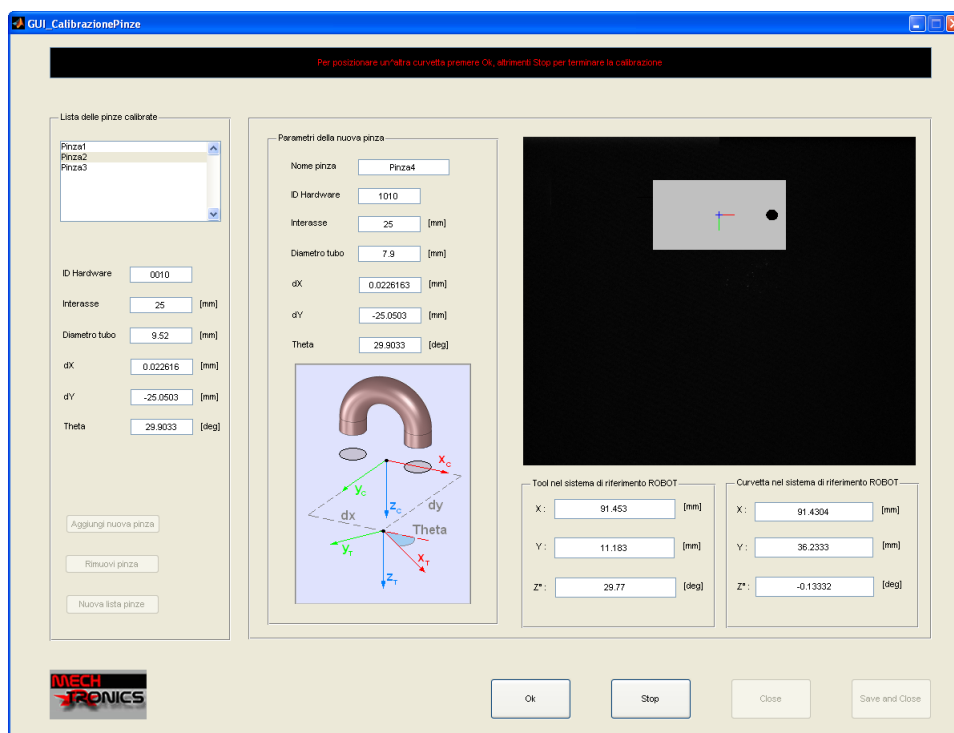 GUI_CalibrazionePinze
Per posizionare un'altra curvetta premere Ok, altrimenti Stop per terminare la calibrazione
Lista delle pinze calibrate
Pinza1
Pinza2
Pinza3
ID Hardware 0010
Interasse 25 [mm]
Diametro tubo 9.52 [mm]
dX 0.022616 [mm]
dY -25.0503 [mm]
Theta 29.9033 [deg]
Aggiungi nuova pinza
Rimuovi pinza
Nuova lista pinze
Parametri della nuova pinza
Nome pinza Pinza4
ID Hardware 1010
Interasse 25 [mm]
Diametro tubo 7.9 [mm]
dX 0.0226163 [mm]
dY -25.0503 [mm]
Theta 29.9033 [deg]
xC
yC
zC
dx
dy
Theta
yT
xT
zT
Tool nel sistema di riferimento ROBOT
X : 91.453 [mm]
Y : 11.183 [mm]
Z° : 29.77 [deg]
Curvetta nel sistema di riferimento ROBOT
X : 91.4304 [mm]
Y : 36.2333 [mm]
Z° : -0.13332 [deg]
MECH
TRONICS
Ok
Stop
Close
Save and Close